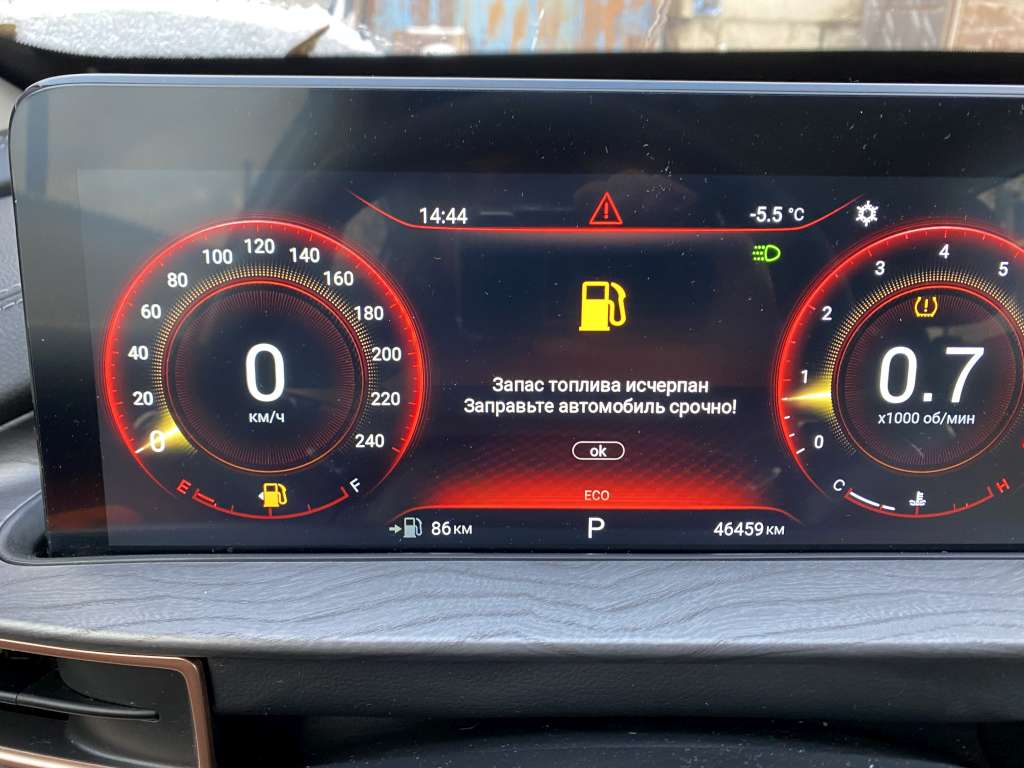 14:44
-5.5 °C
0
20
40
60
80
100
120
140
160
180
200
220
240
0
км/ч
E
F
Запас топлива исчерпан
Заправьте автомобиль срочно!
ok
ECO
86 км
P
46459 км
0
1
2
3
4
5
0.7
x1000 об/мин
C
H